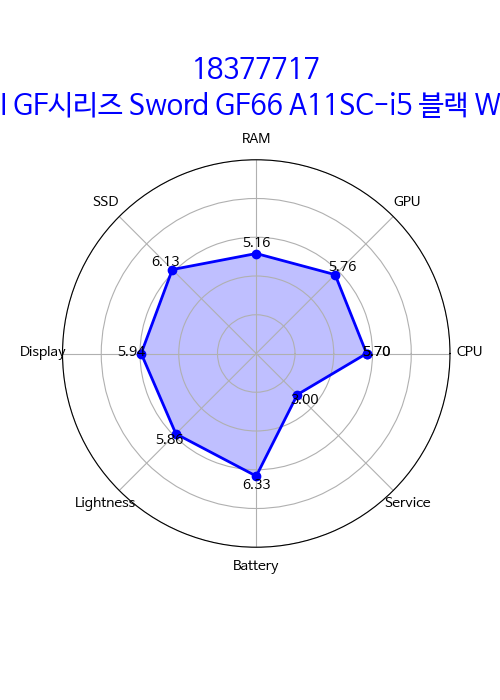 18377717
GF시리즈 Sword GF66 A11SC-i5 블랙
RAM
SSD
GPU
5.16
6.13
5.76
Display
5.94
5.70
CPU
5.86
3.00
6.33
Lightness
Service
Battery